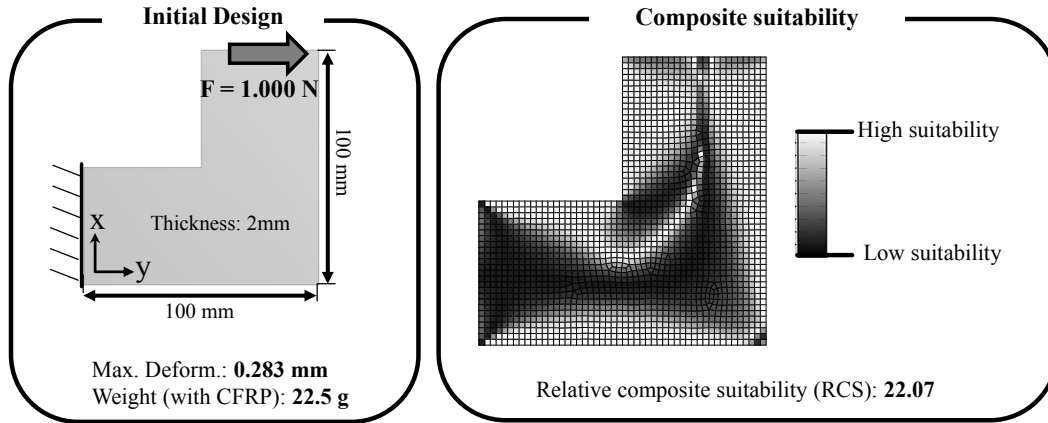 Initial Design
F = 1.000 N
100 mm
Thickness: 2mm
x
y
100 mm
Max. Deform.: 0.283 mm
Weight (with CFRP): 22.5 g
Composite suitability
High suitability
Low suitability
Relative composite suitability (RCS): 22.07